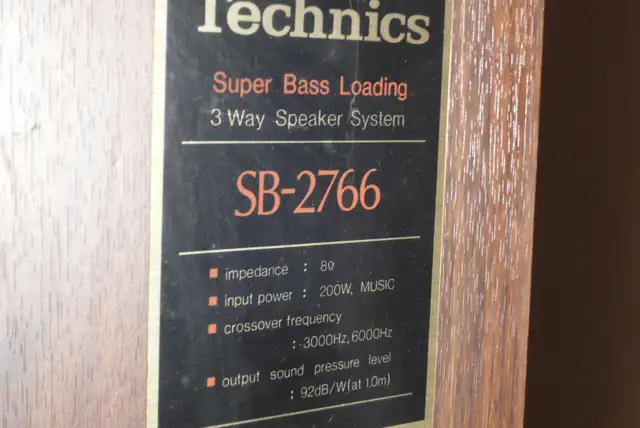 Technics
Super Bass Loading
3 Way Speaker System
SB-2766
impedance : 8Ω
input power : 200W, MUSIC
crossover frequency
: 3000Hz, 6000Hz
output sound pressure level
: 92dB/W(at 1.0m)